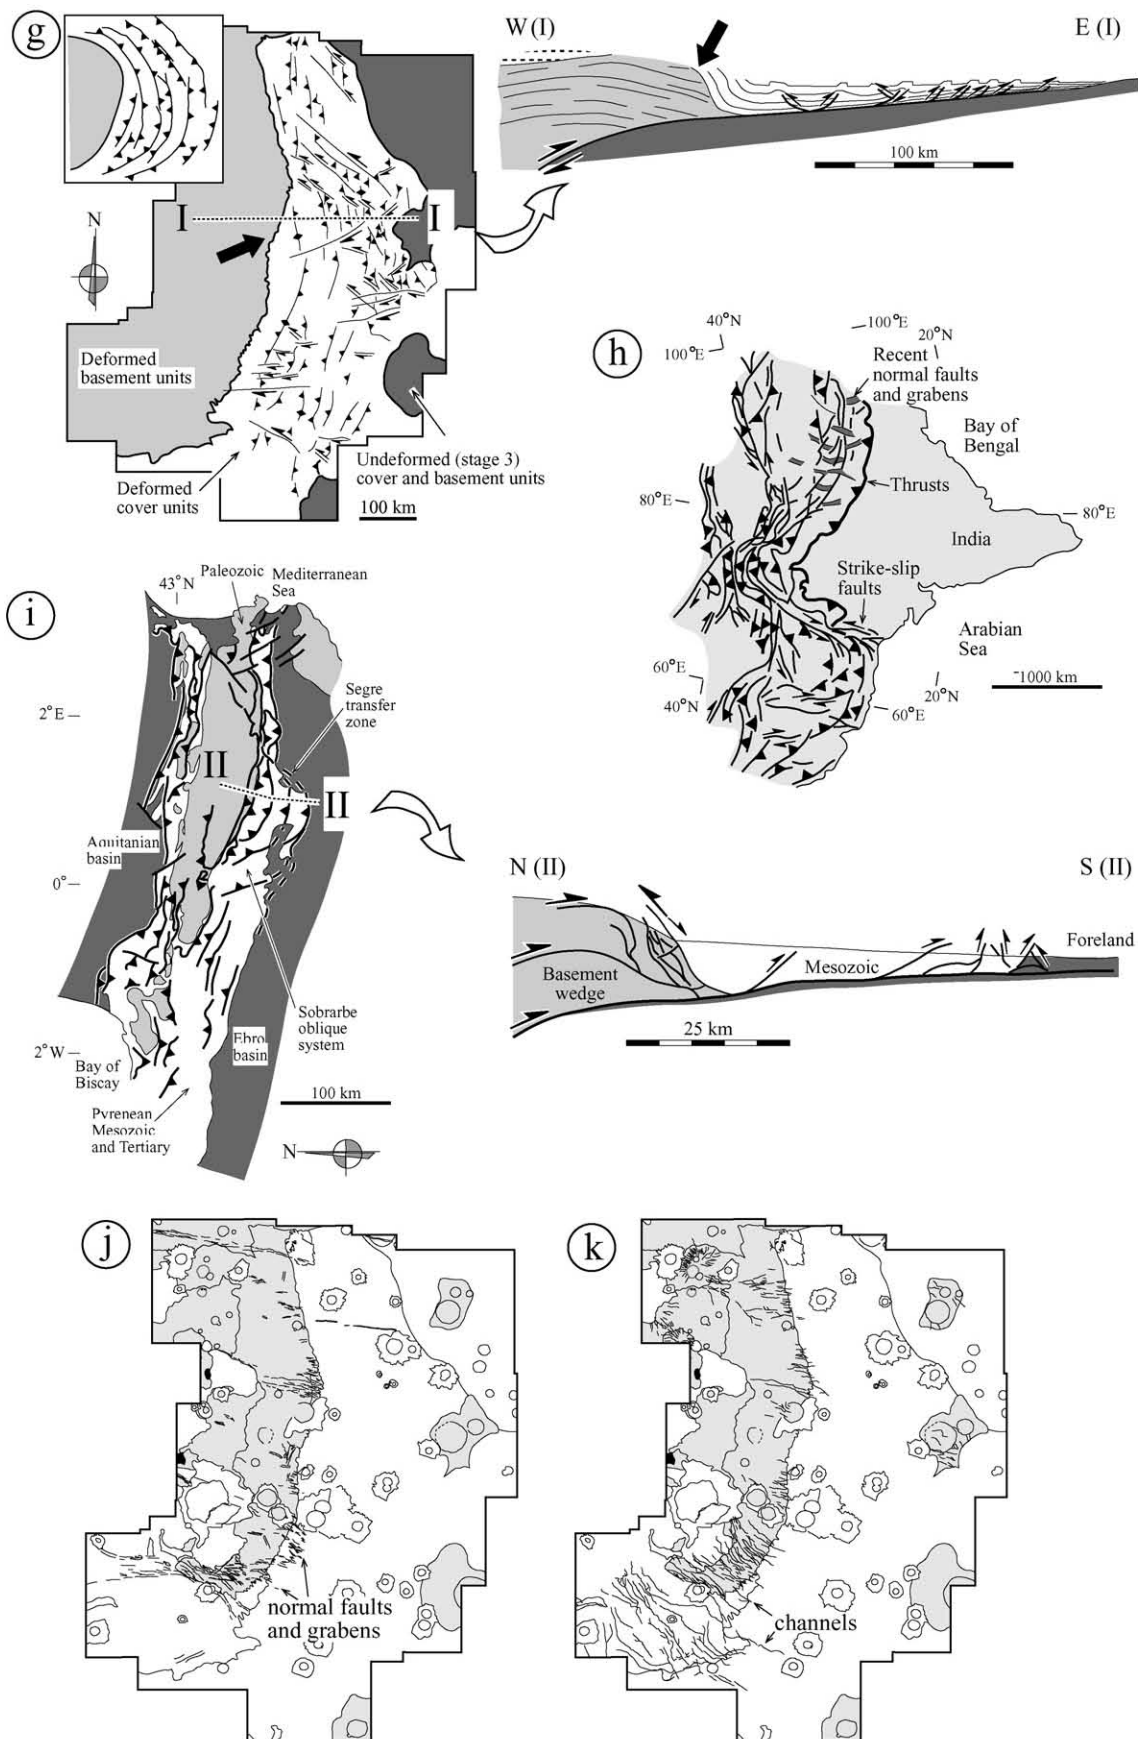 g
W (I)
E (I)
100 km
I
I
N
Deformed
basement units
Deformed
cover units
Undeformed (stage 3)
cover and basement units
100 km
h
40°N
100°E
100°E
20°N
Recent
normal faults
and grabens
Bay of
Bengal
Thrusts
80°E
80°E
India
Strike-slip
faults
Arabian
Sea
60°E
40°N
20°N
60°E
~1000 km
i
43°N
Paleozoic
Mediterranean
Sea
2°E
Segre
transfer
zone
II
II
Aquitanian
basin
0°
Sobrarbe
oblique
system
Ebro
basin
2°W
Bay of
Biscay
100 km
Pyrenean
Mesozoic
and Tertiary
N
N (II)
S (II)
Basement
wedge
Mesozoic
Foreland
25 km
j
normal faults
and grabens
k
channels